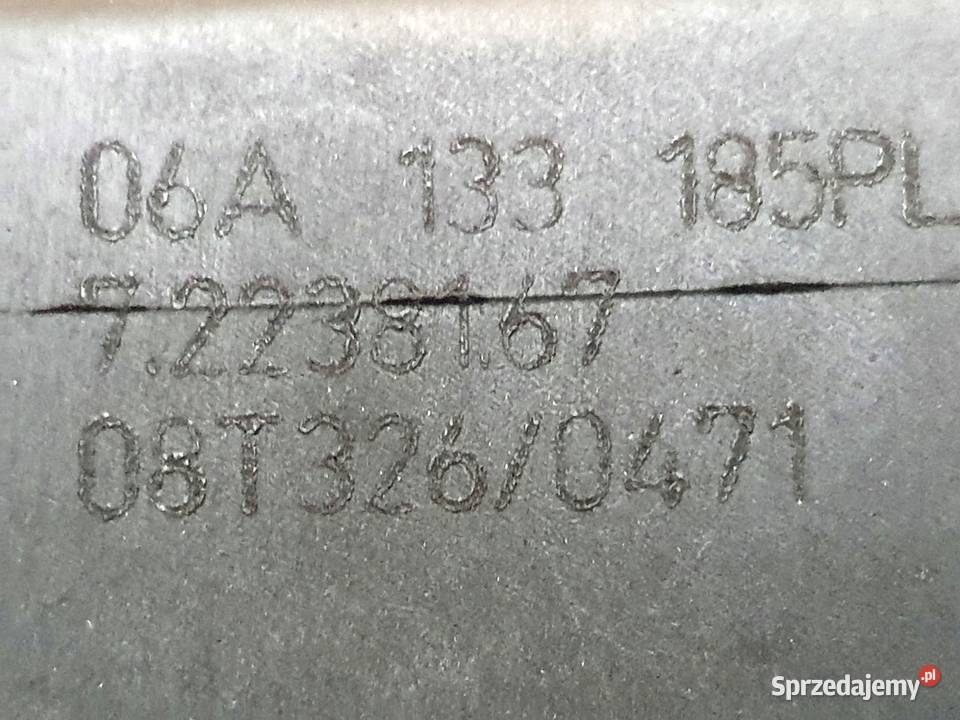 06A 133 185PL
7.22381.67
08T326/0471
Sprzedajemy.pl